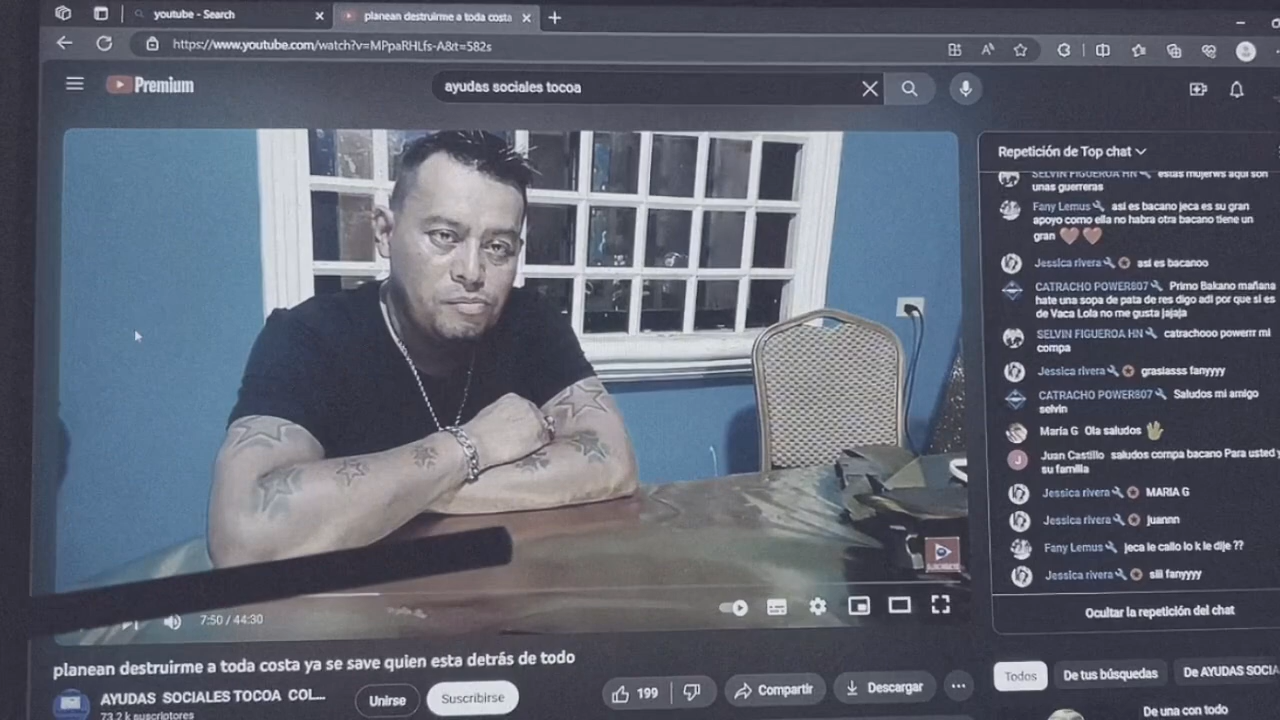 youtube - Search
planean destruirme a toda costa
https://www.youtube.com/watch?v=MPpaRHLfs-A&t=582s
Premium
ayudas sociales tocoa
Repetición de Top chat
SELVIN FIGUEROA HN estas mujerws aqui son
unas guerreras
Fany Lemus asi es bacano jeca es su gran
apoyo como ella no habra otra bacano tiene un
gran
Jessica rivera asi es bacanoo
CATRACHO POWER807 Primo Bakano mañana
hate una sopa de pata de res digo adl por que si es
de Vaca Lola no me gusta jajaja
SELVIN FIGUEROA HN catrachooo powerrr mi
compa
Jessica rivera grasiasss fanyyyy
CATRACHO POWER807 Saludos mi amigo
selvin
María G Ola saludos
J Juan Castillo saludos compa bacano Para usted y
su familia
Jessica rivera MARIA G
Jessica rivera juannn
Fany Lemus jeca le callo lo k le dije ??
Jessica rivera siii fanyyyy
Ocultar la repetición del chat
7:50 / 44:30
planean destruirme a toda costa ya se save quien esta detrás de todo
AYUDAS SOCIALES TOCOA COL...
73.2 k suscriptores
Unirse
Suscribirse
199
Compartir
Descargar
Todos
De tus búsquedas
De AYUDAS SOCIA
De una con todo